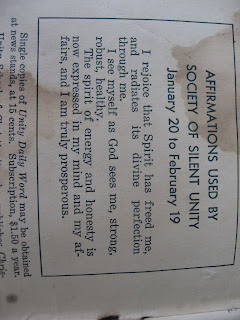 AFFIRMATIONS USED BY
SOCIETY OF SILENT UNITY
January 20 to February 19
I rejoice that Spirit has freed me,
and radiates its divine perfection
through me.
I see myself as God sees me, strong,
robust, healthy.
The spirit of energy and honesty is
now expressed in my mind and my af-
fairs, and I am truly prosperous.
Single copies of Unity Daily Word may be obtained
at news stands, at 15 cents. Subscription, $1.50 a year.